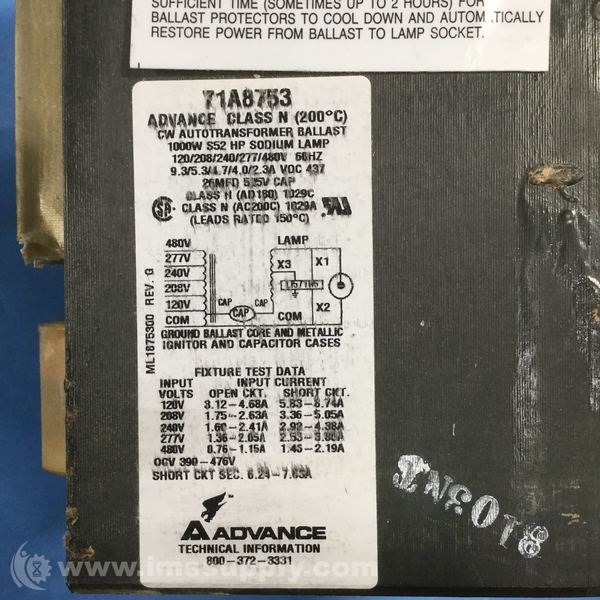 SUFFICIENT TIME (SOMETIMES UP TO 2 HOURS) FOR
BALLAST PROTECTORS TO COOL DOWN AND AUTOMATICALLY
RESTORE POWER FROM BALLAST TO LAMP SOCKET.
71A8753
ADVANCE CLASS N (200°C)
CW AUTOTRANSFORMER BALLAST
1000W S52 HP SODIUM LAMP
120/208/240/277/480V 60HZ
9.3/5.3/4.7/4.0/2.3A VOC 437
26MFD 525V CAP
CLASS H (AD180) 1029C
CLASS N (AC200C) 1029A
(LEADS RATED 150°C)
480V LAMP
277V X3 X1
240V
208V
120V CAP CAP X2
COM CAP COM
ML1875300 REV. G
GROUND BALLAST CORE AND METALLIC
IGNITOR AND CAPACITOR CASES
FIXTURE TEST DATA
INPUT INPUT CURRENT
VOLTS OPEN CKT. SHORT CKT.
120V 3.12-4.68A 5.83-8.74A
208V 1.75-2.63A 3.36-5.05A
240V 1.60-2.41A 2.92-4.38A
277V 1.36-2.05A
480V 0.76-1.15A 1.45-2.19A
OCV 390-476V
SHORT CKT SEC. 6.24-7.65A
ADVANCE
TECHNICAL INFORMATION
800-372-3331
www.imssupply.com